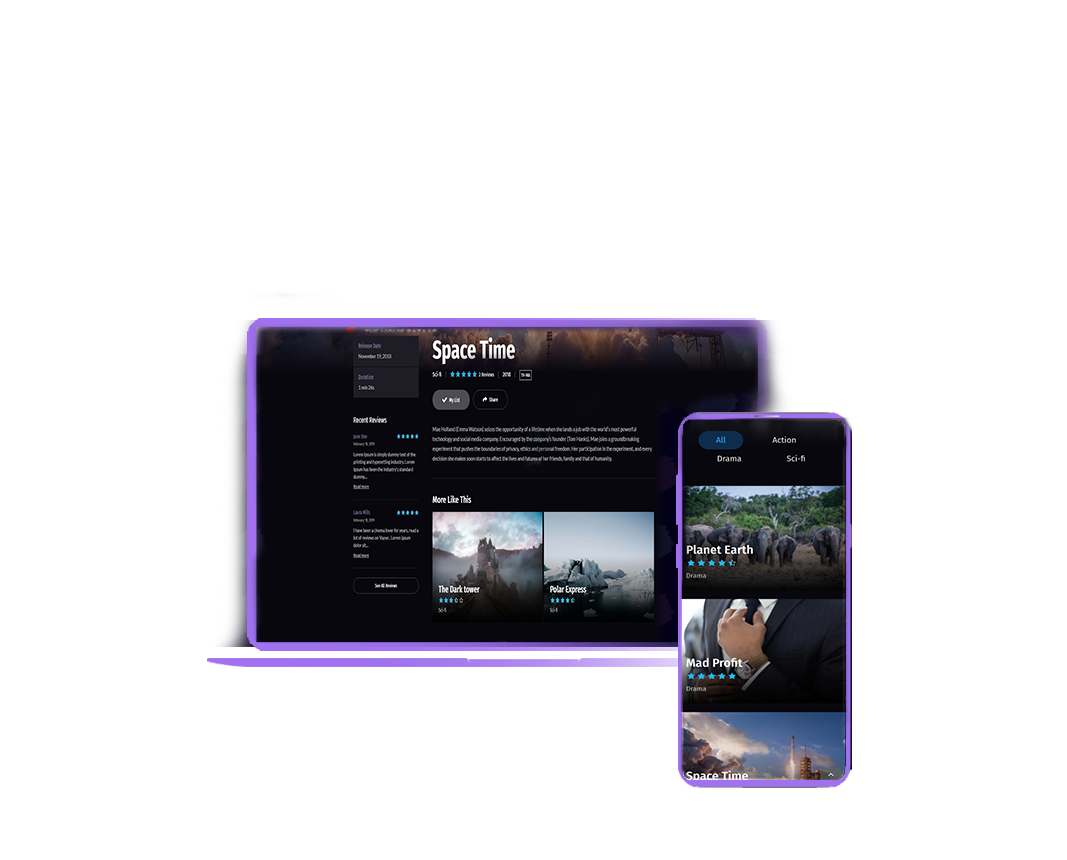 Release Date
November 19, 2018
Duration
1 min 26s
Recent Reviews
Jane Doe
February 18, 2019
Lorem Ipsum is simply dummy text of the
printing and typesetting industry. Lorem
Ipsum has been the industry's standard
dummy...
Read more
Laura Mills
February 18, 2019
I have been a cinema lover for years, read a
lot of reviews on Vayvo. Lorem Ipsum
dolor sit...
Read more
See All Reviews
Space Time
Sci-fi
2 Reviews
2018
TV-MA
My List
Share
Mae Holland (Emma Watson) seizes the opportunity of a lifetime when she lands a job with the world's most powerful
technology and social media company. Encouraged by the company's founder (Tom Hanks), Mae joins a groundbreaking
experiment that pushes the boundaries of privacy, ethics and personal freedom. Her participation in the experiment, and every
decision she makes soon starts to affect the lives and futures of her friends, family and that of humanity.
More Like This
The Dark tower
Sci-fi
Polar Express
Sci-fi
All
Action
Drama
Sci-fi
Planet Earth
Drama
Mad Profit
Drama
Space Time